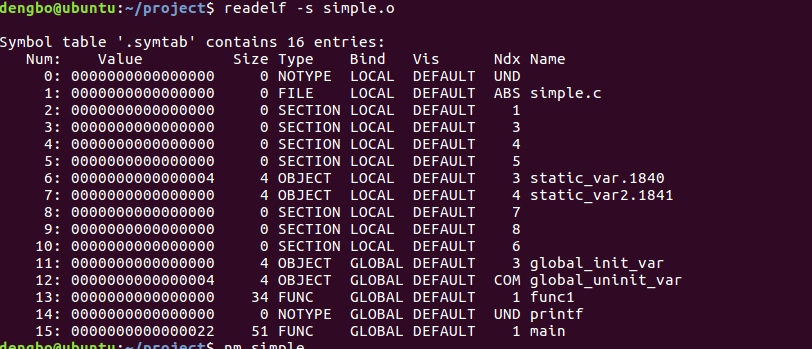 dengbo@ubuntu:~/project$ readelf -s simple.o
Symbol table '.symtab' contains 16 entries:
Num: Value Size Type Bind Vis Ndx Name
0: 0000000000000000 0 NOTYPE LOCAL DEFAULT UND
1: 0000000000000000 0 FILE LOCAL DEFAULT ABS simple.c
2: 0000000000000000 0 SECTION LOCAL DEFAULT 1
3: 0000000000000000 0 SECTION LOCAL DEFAULT 3
4: 0000000000000000 0 SECTION LOCAL DEFAULT 4
5: 0000000000000000 0 SECTION LOCAL DEFAULT 5
6: 0000000000000004 4 OBJECT LOCAL DEFAULT 3 static_var.1840
7: 0000000000000000 4 OBJECT LOCAL DEFAULT 4 static_var2.1841
8: 0000000000000000 0 SECTION LOCAL DEFAULT 7
9: 0000000000000000 0 SECTION LOCAL DEFAULT 8
10: 0000000000000000 0 SECTION LOCAL DEFAULT 6
11: 0000000000000000 4 OBJECT GLOBAL DEFAULT 3 global_init_var
12: 0000000000000004 4 OBJECT GLOBAL DEFAULT COM global_uninit_var
13: 0000000000000000 34 FUNC GLOBAL DEFAULT 1 func1
14: 0000000000000000 0 NOTYPE GLOBAL DEFAULT UND printf
15: 0000000000000022 51 FUNC GLOBAL DEFAULT 1 main
dengbo@ubuntu:~/project$ nm simple